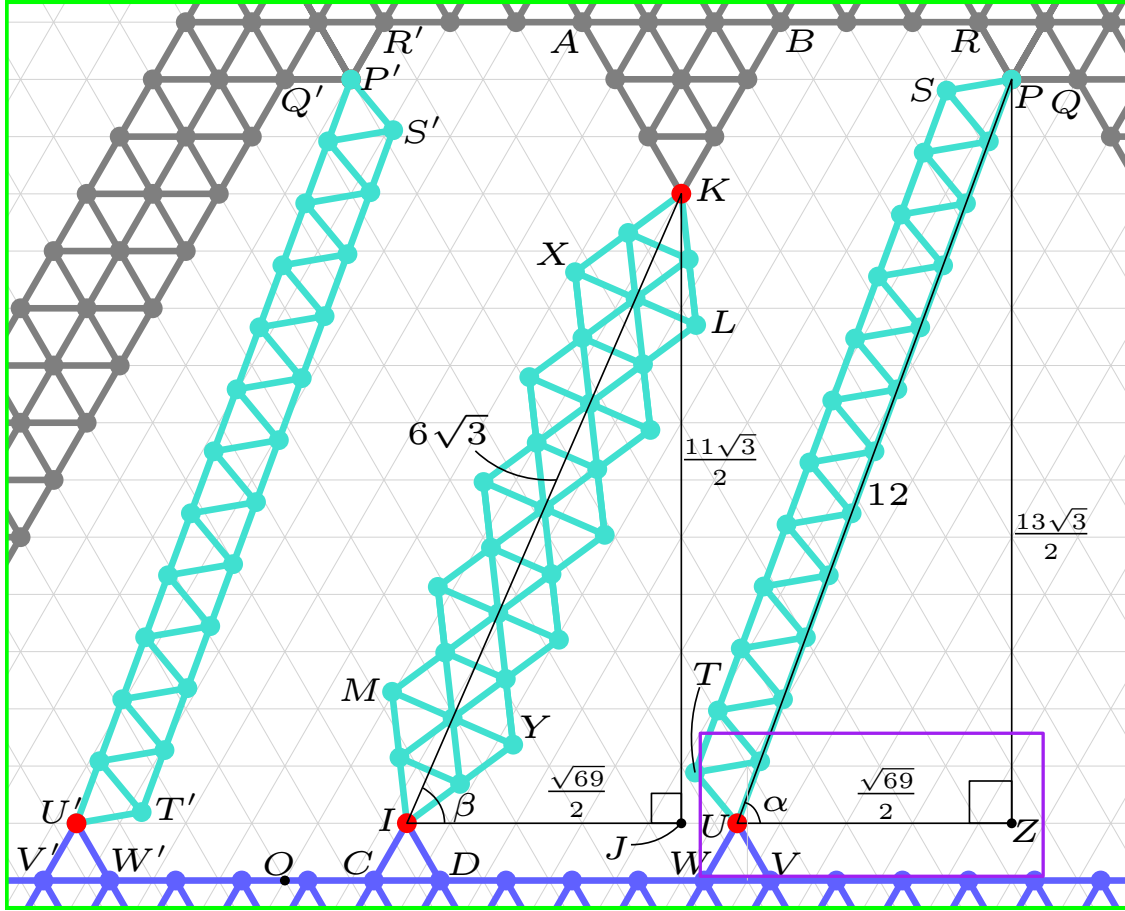 R′
A
B
R
P′
Q′
S
P
Q
S′
K
X
L
6√3
11√3/2
12
13√3/2
M
T
Y
√69/2
√69/2
U′
T′
I
β
U
α
J
Z
V′
W′
O
C
D
W
V